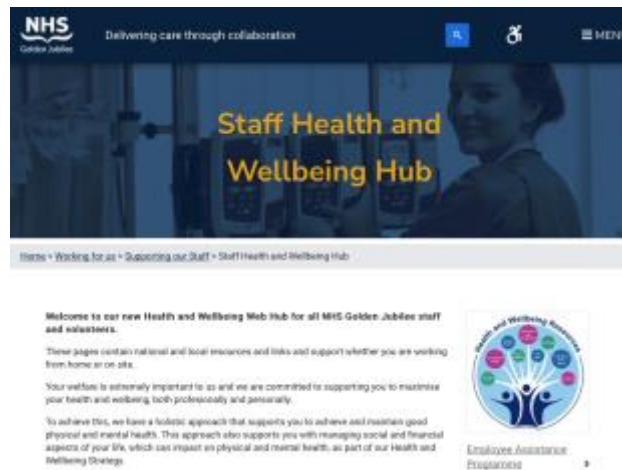 NHS
Golden Jubilee
Delivering care through collaboration
MENU
Staff Health and
Wellbeing Hub
Home > Working for us > Supporting our Staff > Staff Health and Wellbeing Hub
Welcome to our new Health and Wellbeing Web Hub for all NHS Golden Jubilee staff
and volunteers.
These pages contain national and local resources and links and support whether you are working
from home or on site.
Your welfare is extremely important to us and we are committed to supporting you to maximise
your health and wellbeing, both professionally and personally.
To achieve this, we have a holistic approach that supports you to achieve and maintain good
physical and mental health. This approach also supports you with managing social and financial
aspects of your life, which can impact on physical and mental health, as part of our Health and
Wellbeing Strategy.
Health and Wellbeing Resources
Employee Assistance
Programme